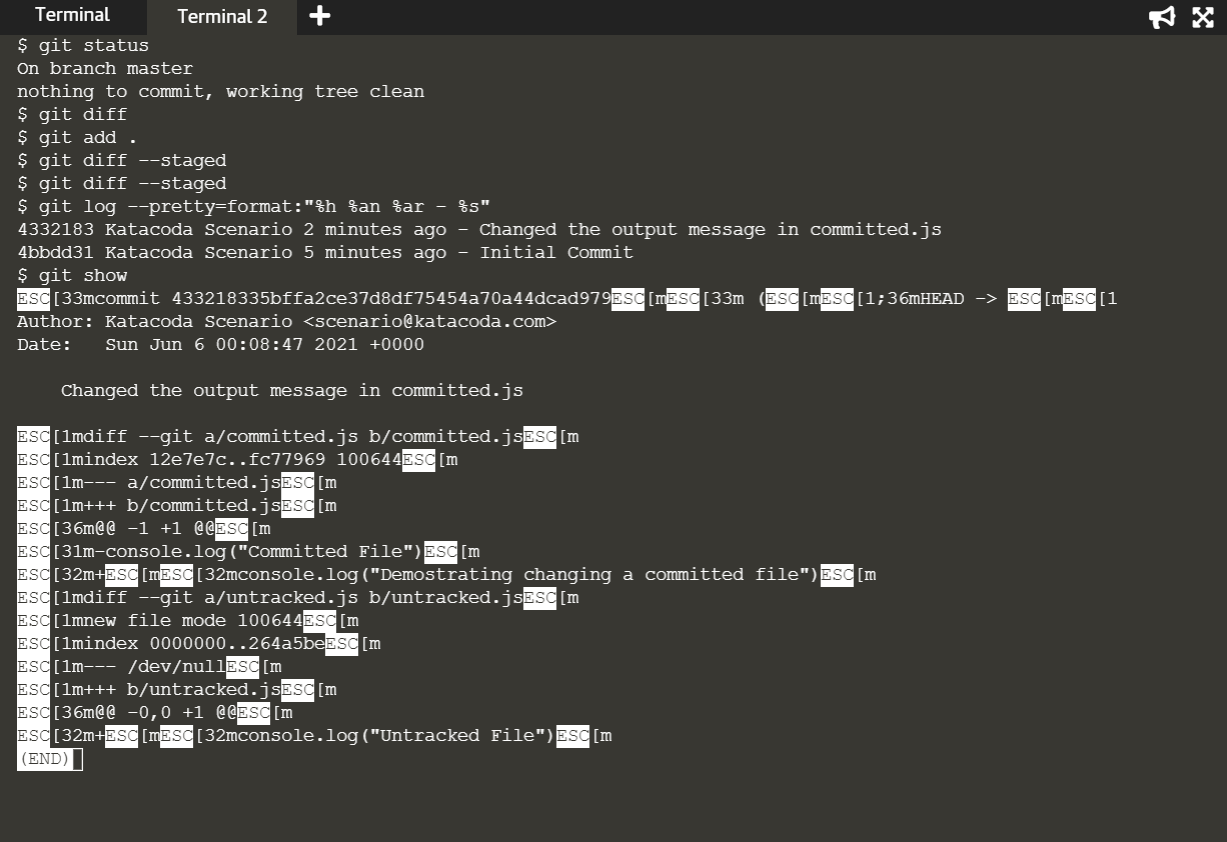 Terminal Terminal 2 +
$ git status
On branch master
nothing to commit, working tree clean
$ git diff
$ git add .
$ git diff --staged
$ git diff --staged
$ git log --pretty=format:"%h %an %ar - %s"
4332183 Katacoda Scenario 2 minutes ago - Changed the output message in committed.js
4bbdd31 Katacoda Scenario 5 minutes ago - Initial Commit
$ git show
ESC[33mcommit 433218335bffa2ce37d8df75454a70a44dcad979ESC[mESC[33m (ESC[mESC[1;36mHEAD -> ESC[mESC[1
Author: Katacoda Scenario <scenario@katacoda.com>
Date:   Sun Jun 6 00:08:47 2021 +0000
    Changed the output message in committed.js
ESC[1mdiff --git a/committed.js b/committed.jsESC[m
ESC[1mindex 12e7e7c..fc77969 100644ESC[m
ESC[1m--- a/committed.jsESC[m
ESC[1m+++ b/committed.jsESC[m
ESC[36m@@ -1 +1 @@ESC[m
ESC[31m-console.log("Committed File")ESC[m
ESC[32m+ESC[mESC[32mconsole.log("Demostrating changing a committed file")ESC[m
ESC[1mdiff --git a/untracked.js b/untracked.jsESC[m
ESC[1mnew file mode 100644ESC[m
ESC[1mindex 0000000..264a5beESC[m
ESC[1m--- /dev/nullESC[m
ESC[1m+++ b/untracked.jsESC[m
ESC[36m@@ -0,0 +1 @@ESC[m
ESC[32m+ESC[mESC[32mconsole.log("Untracked File")ESC[m
(END)